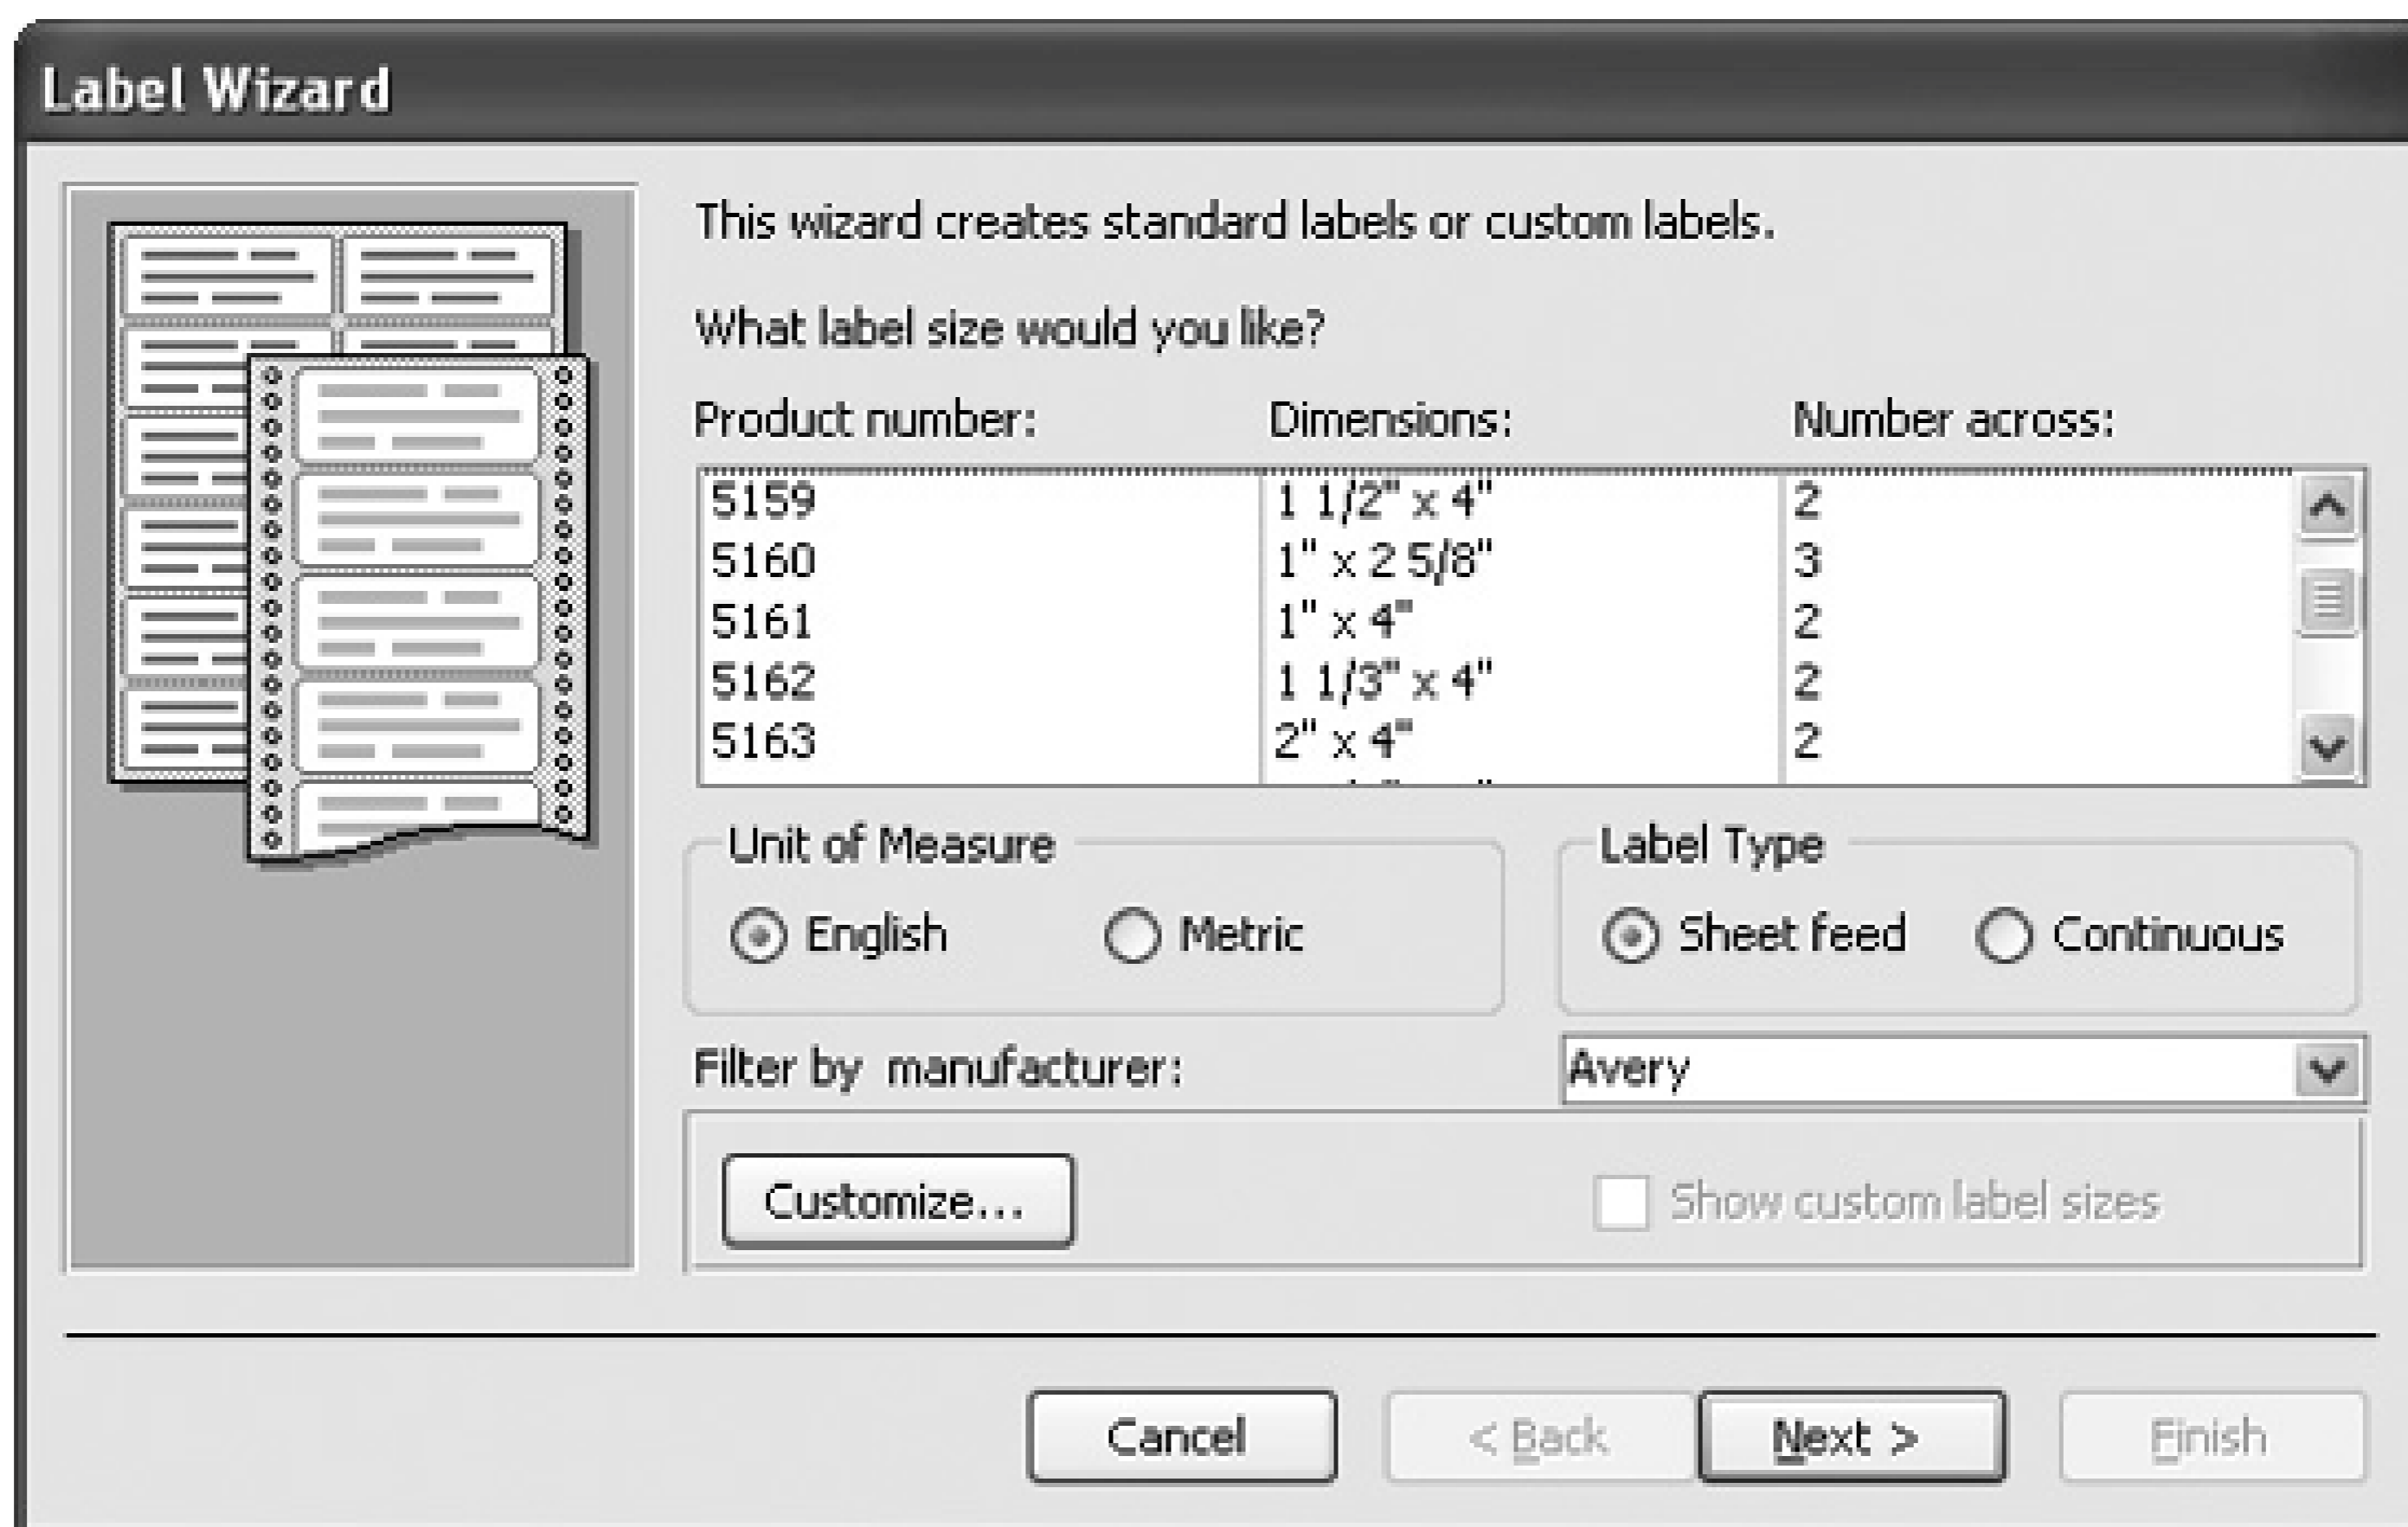 Label Wizard
This wizard creates standard labels or custom labels.
What label size would you like?
Product number: Dimensions: Number across:
5159 1 1/2" x 4" 2
5160 1" x 2 5/8" 3
5161 1" x 4" 2
5162 1 1/3" x 4" 2
5163 2" x 4" 2
Unit of Measure Label Type
English Metric Sheet feed Continuous
Filter by manufacturer: Avery
Customize... Show custom label sizes
Cancel < Back Next > Finish